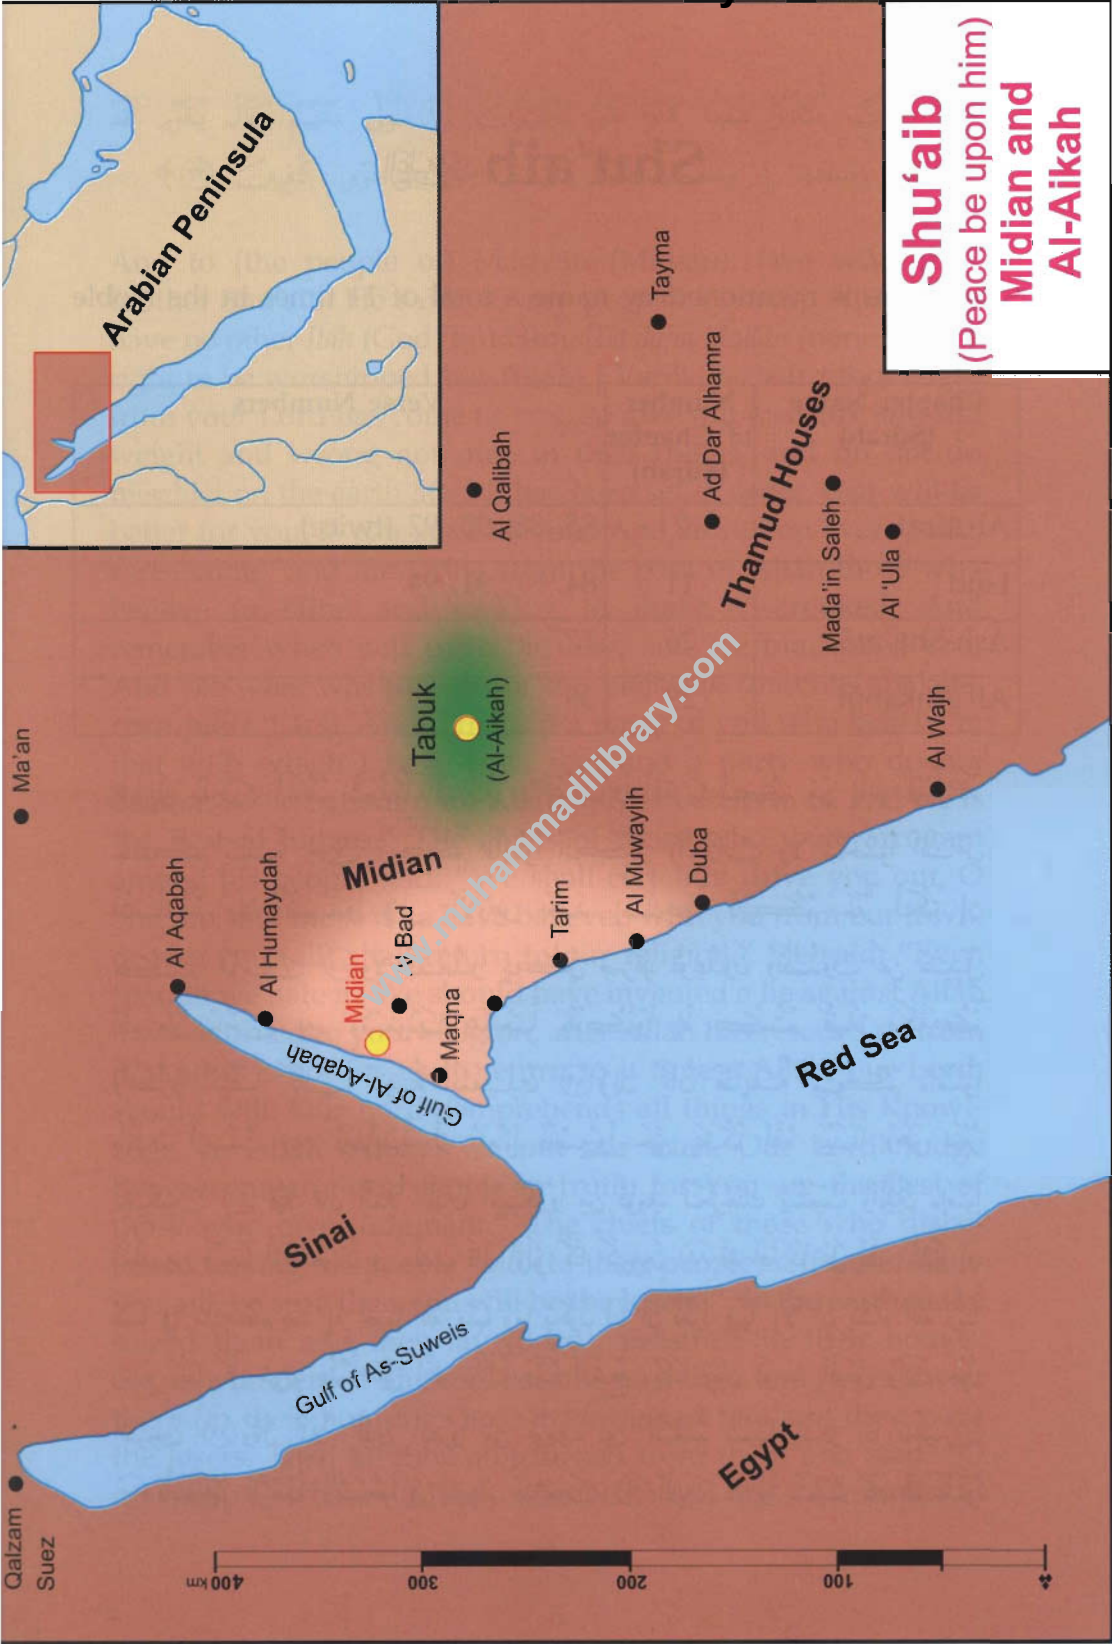 Shu‘aib
(Peace be upon him)
Midian and
Al-Aikah
Arabian Peninsula
Ma'an
Al Aqabah
Al Humaydah
Midian
Midian
Al Bad
Maqna
Tarim
Al Muwaylih
Duba
Al Wajh
Tabuk
(Al-Aikah)
Al Qalibah
Tayma
Ad Dar Alhamra
Thamud Houses
Mada'in Saleh
Al ‘Ula
Gulf of Al-Aqabah
Red Sea
Sinai
Gulf of As-Suweis
Egypt
Qalzam
Suez
400 km
300
200
100
www.muhammadilibrary.com